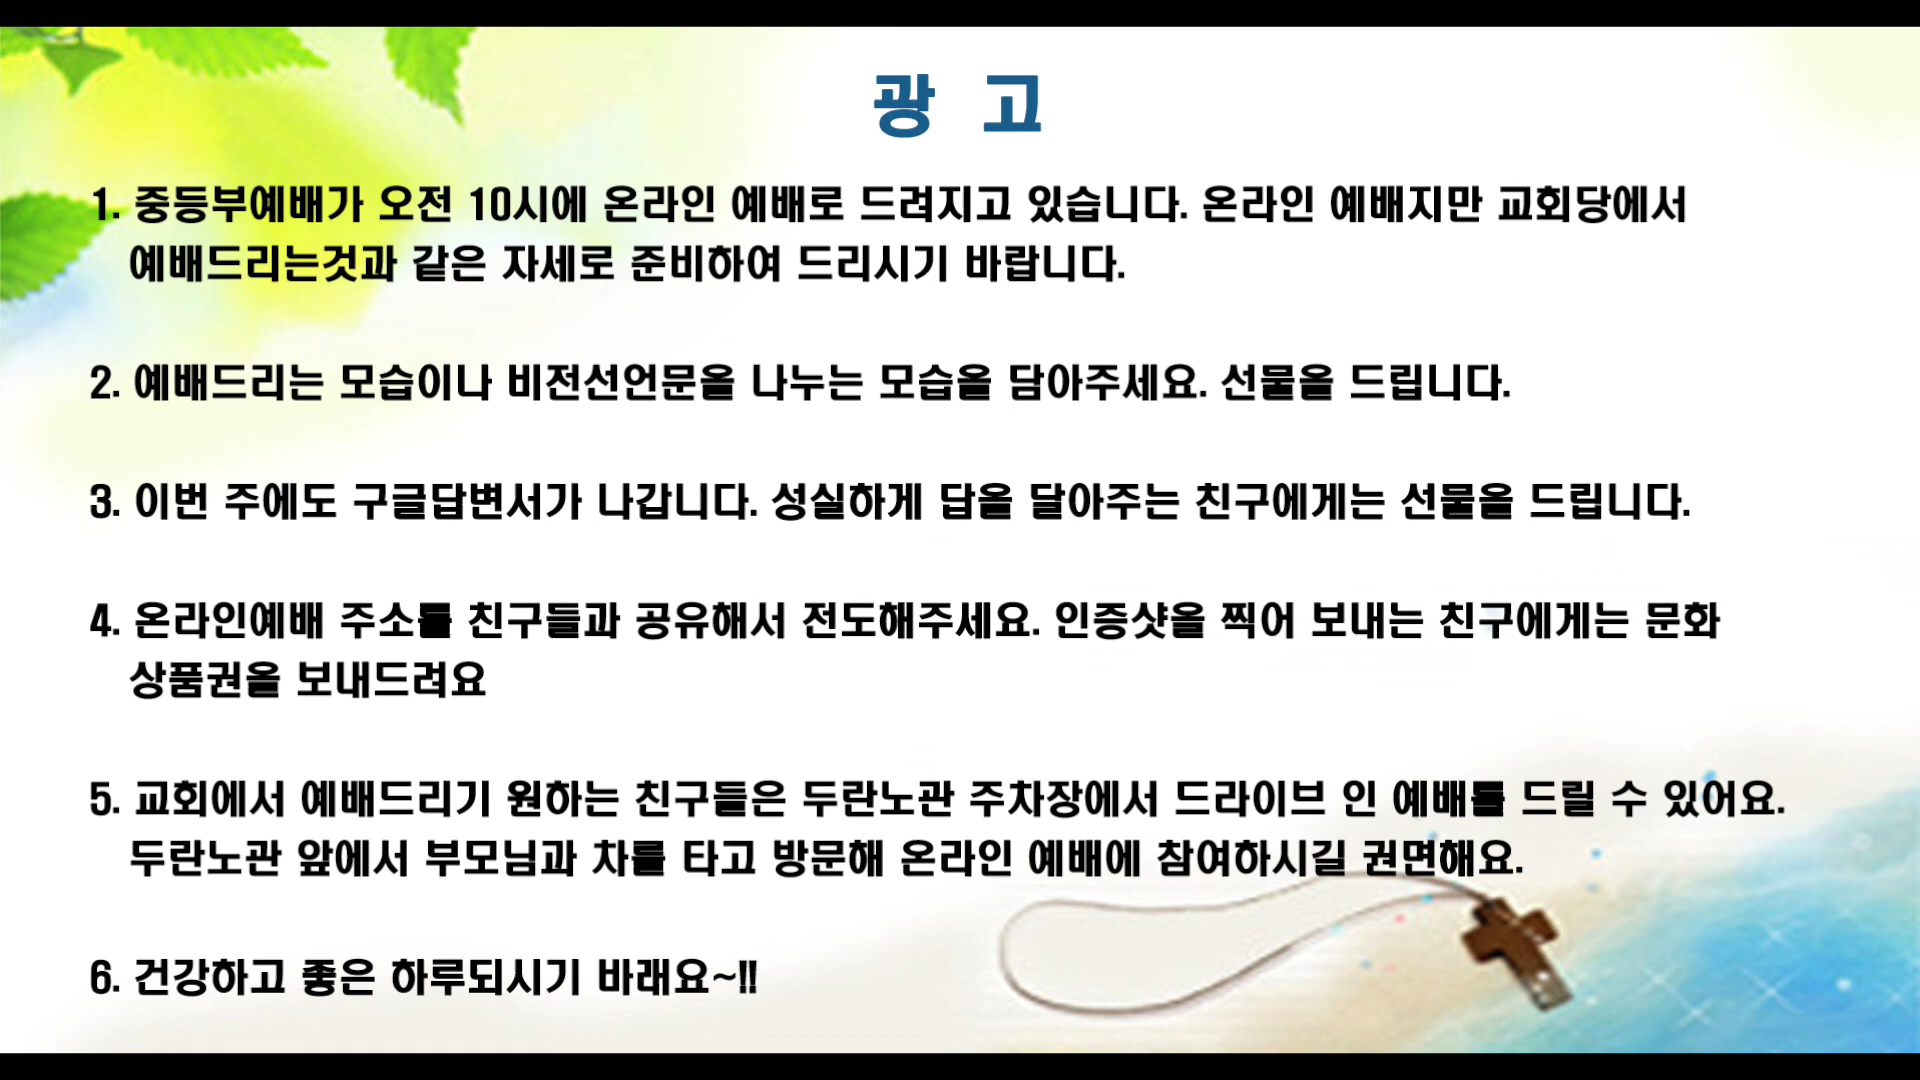 광 고
1. 중등부예배가 오전 10시에 온라인 예배로 드려지고 있습니다. 온라인 예배지만 교회당에서
예배드리는것과 같은 자세로 준비하여 드리시기 바랍니다.
2. 예배드리는 모습이나 비전선언문을 나누는 모습을 담아주세요. 선물을 드립니다.
3. 이번 주에도 구글답변서가 나갑니다. 성실하게 답을 달아주는 친구에게는 선물을 드립니다.
4. 온라인예배 주소를 친구들과 공유해서 전도해주세요. 인증샷을 찍어 보내는 친구에게는 문화
상품권을 보내드려요
5. 교회에서 예배드리기 원하는 친구들은 두란노관 주차장에서 드라이브 인 예배를 드릴 수 있어요.
두란노관 앞에서 부모님과 차를 타고 방문해 온라인 예배에 참여하시길 권면해요.
6. 건강하고 좋은 하루되시기 바래요~!!